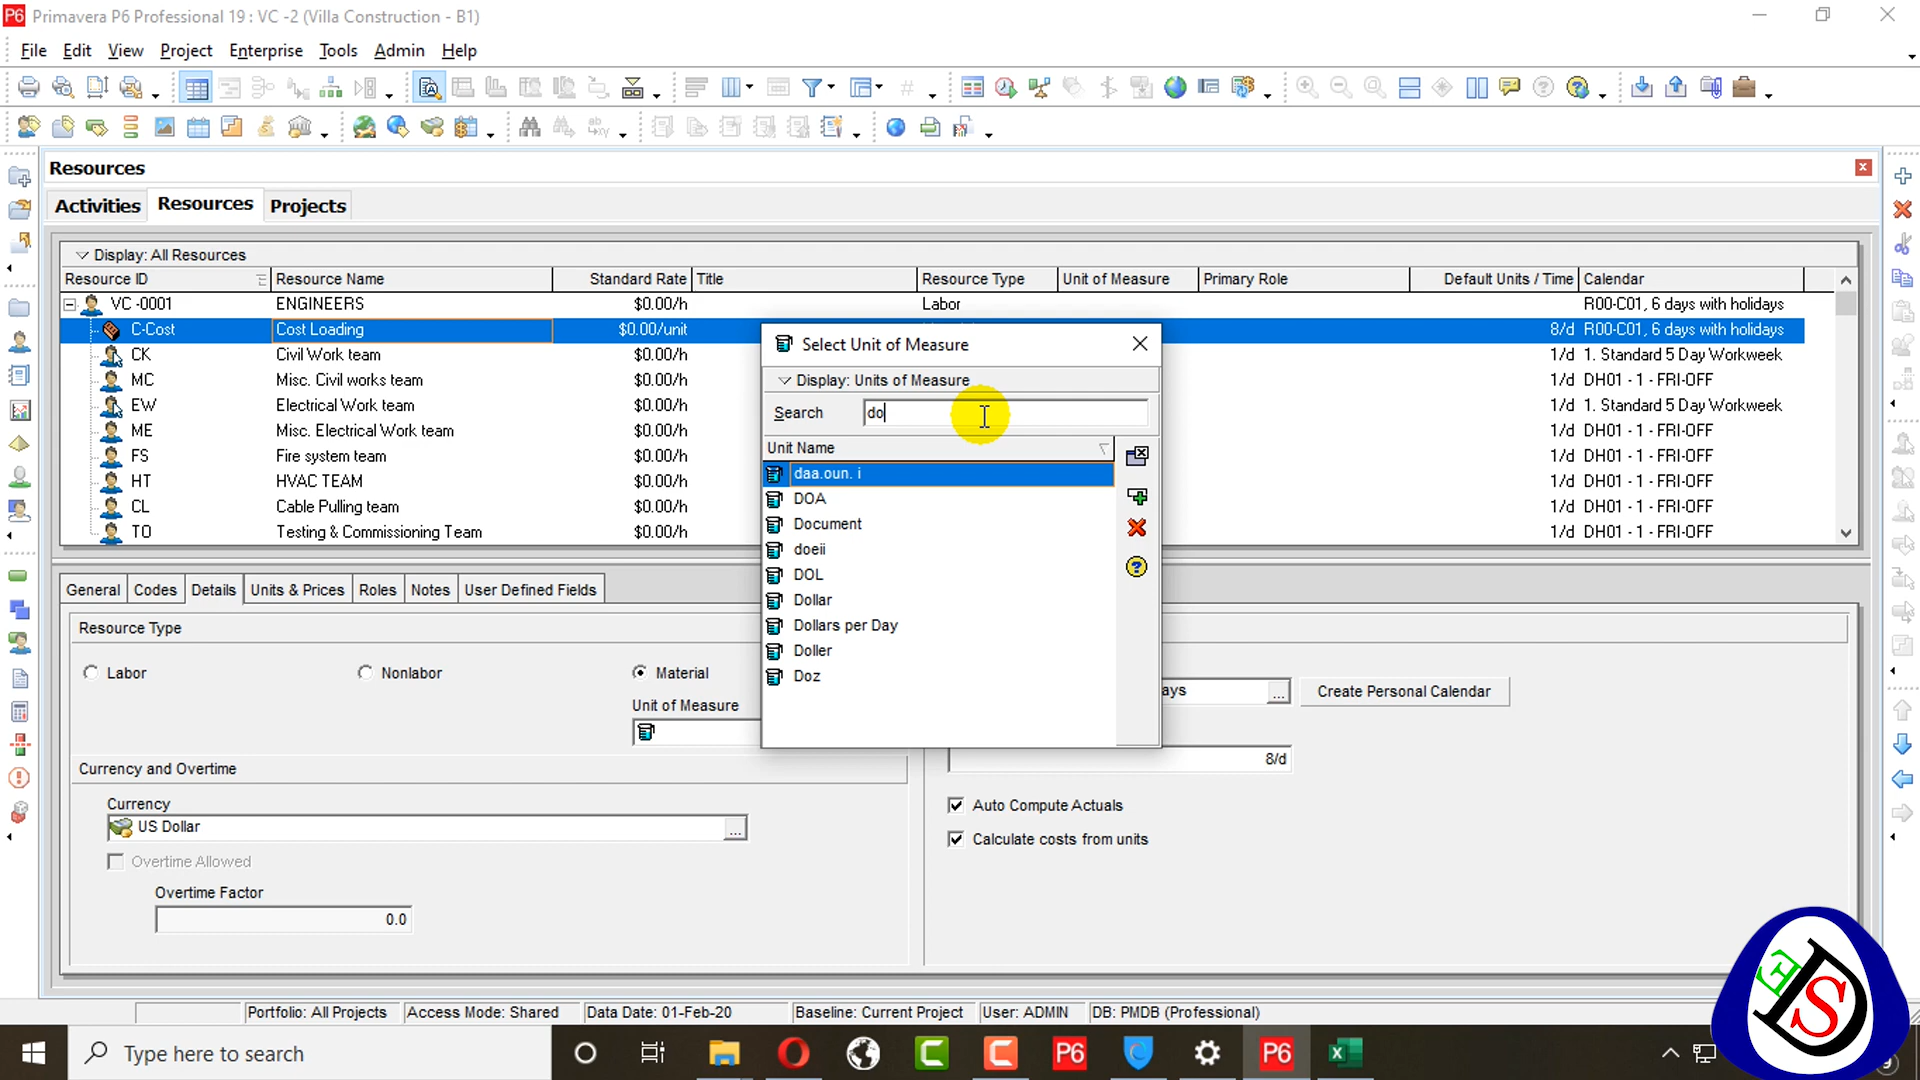 P6 Primavera P6 Professional 19 : VC -2 (Villa Construction - B1)
File Edit View Project Enterprise Tools Admin Help
Resources
Activities Resources Projects
Display: All Resources
Resource ID Resource Name Standard Rate Title Resource Type Unit of Measure Primary Role Default Units / Time Calendar
VC -0001 ENGINEERS $0.00/h Labor R00-C01, 6 days with holidays
C-Cost Cost Loading $0.00/unit 8/d R00-C01, 6 days with holidays
CK Civil Work team $0.00/h 1/d 1. Standard 5 Day Workweek
MC Misc. Civil works team $0.00/h 1/d DH01 - 1 - FRI-OFF
EW Electrical Work team $0.00/h 1/d 1. Standard 5 Day Workweek
ME Misc. Electrical Work team $0.00/h 1/d DH01 - 1 - FRI-OFF
FS Fire system team $0.00/h 1/d DH01 - 1 - FRI-OFF
HT HVAC TEAM $0.00/h 1/d DH01 - 1 - FRI-OFF
CL Cable Pulling team $0.00/h 1/d DH01 - 1 - FRI-OFF
TO Testing & Commissioning Team $0.00/h 1/d DH01 - 1 - FRI-OFF
Select Unit of Measure
Display: Units of Measure
Search do
Unit Name
daa.oun. i
DOA
Document
doeii
DOL
Dollar
Dollars per Day
Doller
Doz
General Codes Details Units & Prices Roles Notes User Defined Fields
Resource Type
Labor Nonlabor Material
Unit of Measure
ays ... Create Personal Calendar
8/d
Currency and Overtime
Currency
US Dollar ...
Overtime Allowed
Overtime Factor
0.0
Auto Compute Actuals
Calculate costs from units
Portfolio: All Projects Access Mode: Shared Data Date: 01-Feb-20 Baseline: Current Project User: ADMIN DB: PMDB (Professional)
Type here to search
P6 P6
E D S